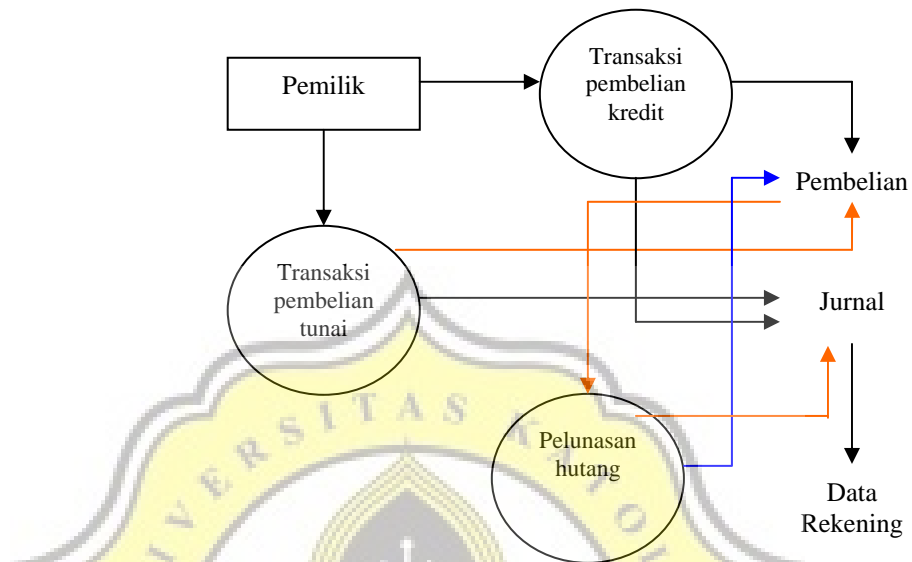 Pemilik
Transaksi
pembelian
kredit
Pembelian
Transaksi
pembelian
tunai
Jurnal
Pelunasan
hutang
Data
Rekening